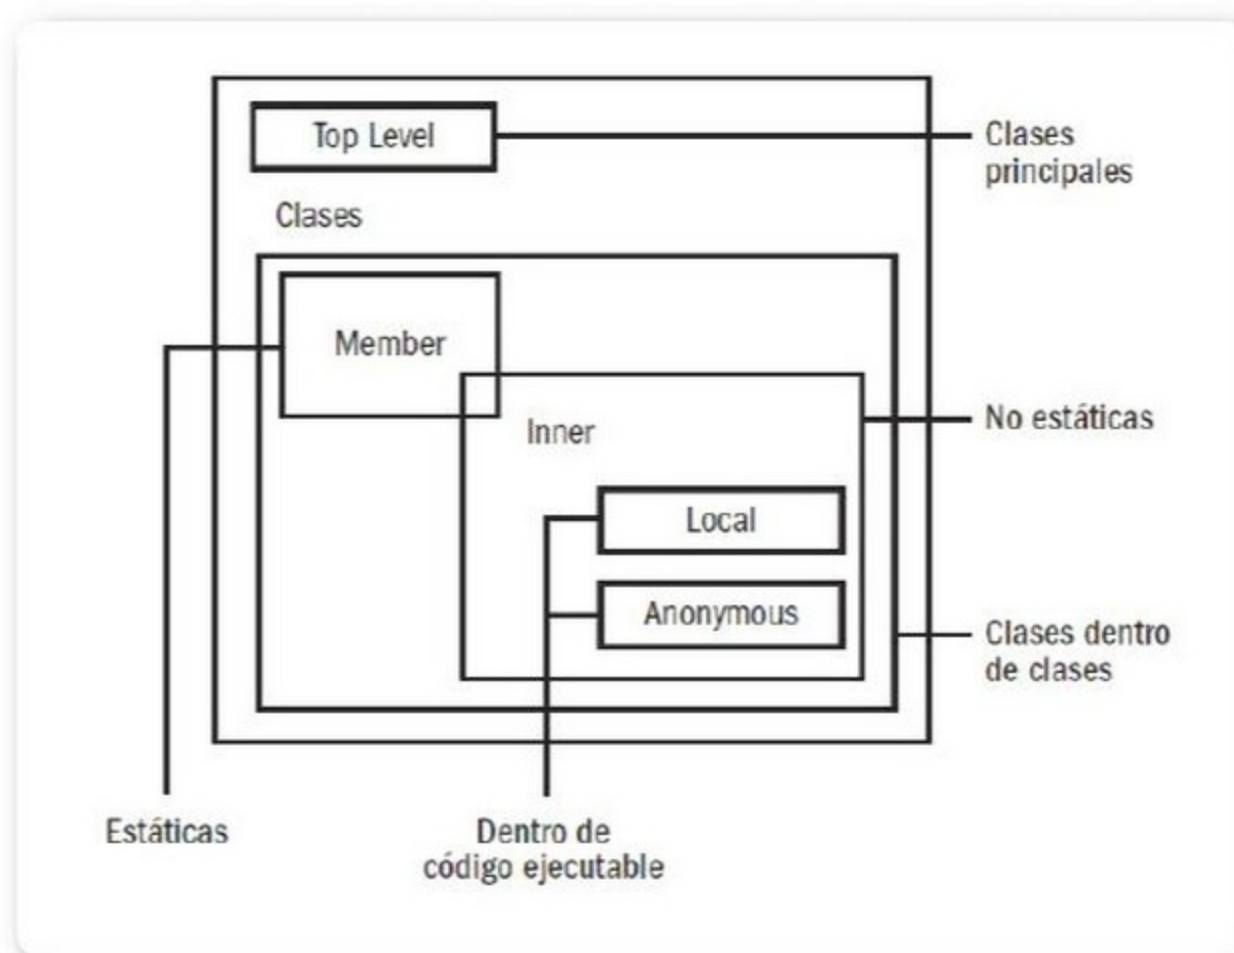 Top Level
Clases
principales
Clases
Member
Inner
No estáticas
Local
Anonymous
Clases dentro
de clases
Estáticas
Dentro de
código ejecutable